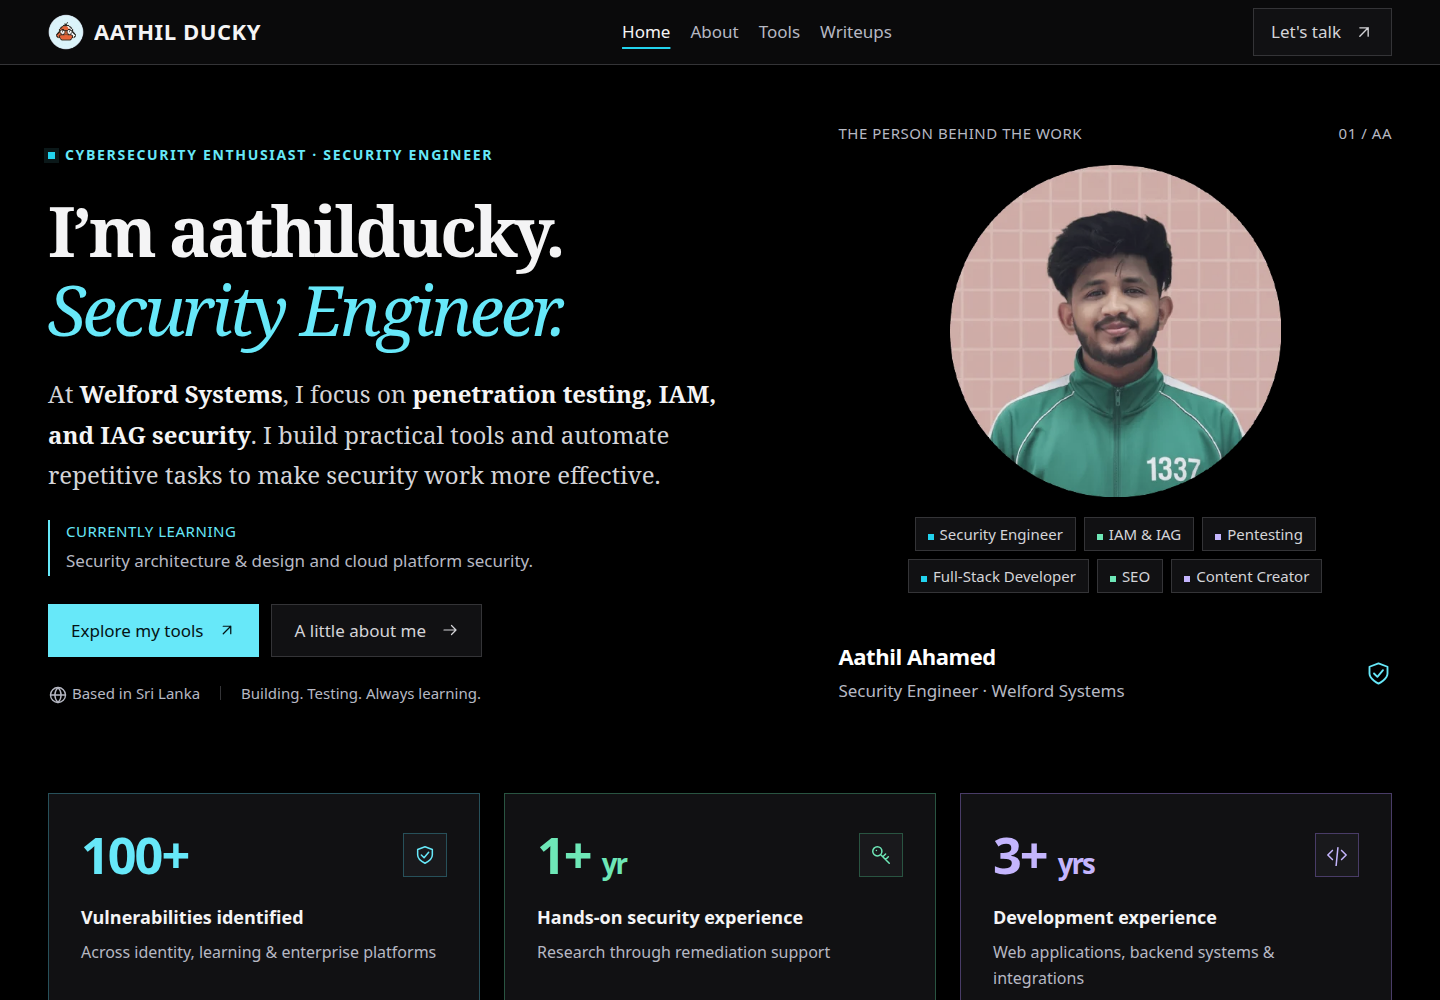 AATHIL DUCKY
Home About Tools Writeups
Let's talk
CYBERSECURITY ENTHUSIAST · SECURITY ENGINEER
I’m aathilducky.
Security Engineer.
At Welford Systems, I focus on penetration testing, IAM,
and IAG security. I build practical tools and automate
repetitive tasks to make security work more effective.
CURRENTLY LEARNING
Security architecture & design and cloud platform security.
Explore my tools
A little about me
Based in Sri Lanka
Building. Testing. Always learning.
THE PERSON BEHIND THE WORK
01 / AA
1337
Security Engineer
IAM & IAG
Pentesting
Full-Stack Developer
SEO
Content Creator
Aathil Ahamed
Security Engineer · Welford Systems
100+
Vulnerabilities identified
Across identity, learning & enterprise platforms
1+ yr
Hands-on security experience
Research through remediation support
3+ yrs
Development experience
Web applications, backend systems &
integrations